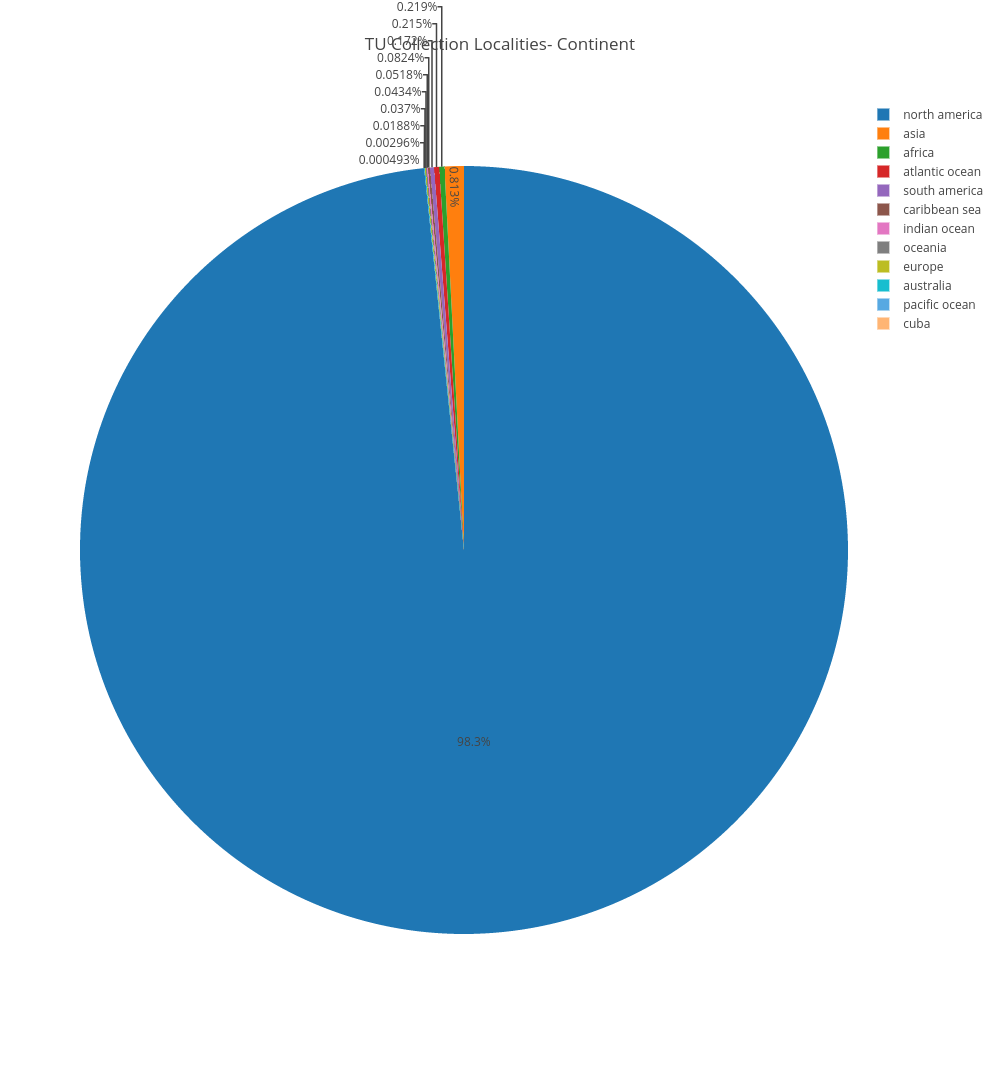 0.219%
0.215%
0.172%
TU Collection Localities- Continent
0.0824%
0.0518%
0.0434%
0.037%
0.0188%
0.00296%
0.000493%
0.813%
98.3%
north america
asia
africa
atlantic ocean
south america
caribbean sea
indian ocean
oceania
europe
australia
pacific ocean
cuba